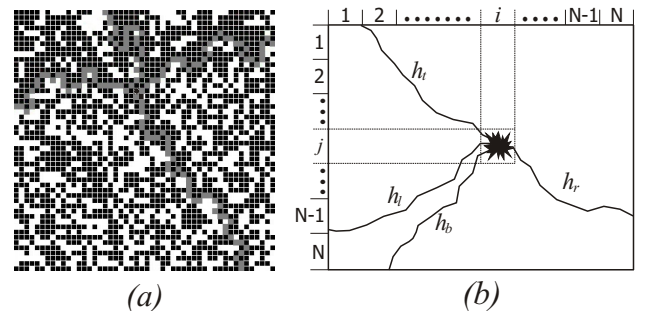 1 2 ........ i .... N-1 N
1
2
h_t
j
h_l
h_r
N-1
h_b
N
(a) (b)